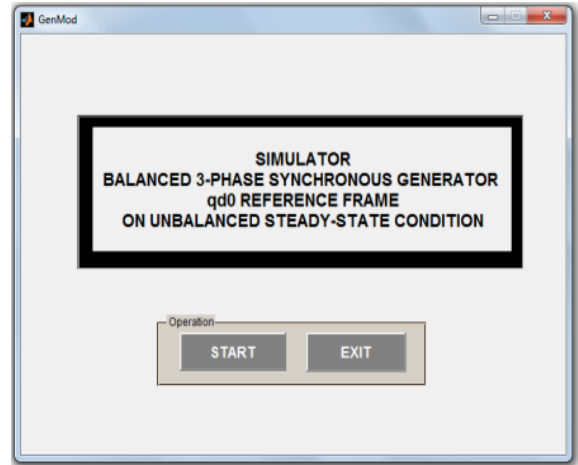 GenMod
SIMULATOR
BALANCED 3-PHASE SYNCHRONOUS GENERATOR
qd0 REFERENCE FRAME
ON UNBALANCED STEADY-STATE CONDITION
Operation
START EXIT